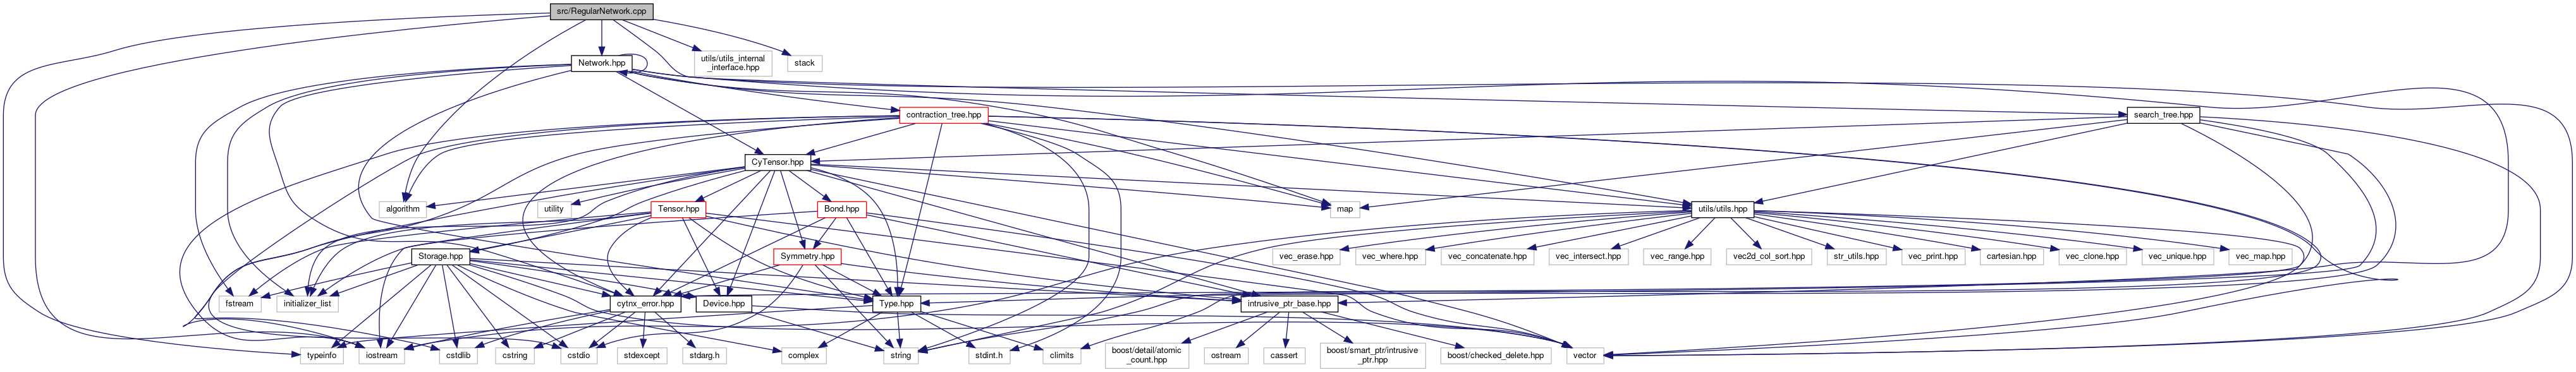 src/RegularNetwork.cpp
Network.hpp
utils/utils_internal
_interface.hpp
stack
contraction_tree.hpp
search_tree.hpp
CyTensor.hpp
algorithm
utility
Tensor.hpp
Bond.hpp
map
utils/utils.hpp
Storage.hpp
Symmetry.hpp
vec_erase.hpp
vec_where.hpp
vec_concatenate.hpp
vec_intersect.hpp
vec_range.hpp
vec2d_col_sort.hpp
str_utils.hpp
vec_print.hpp
cartesian.hpp
vec_clone.hpp
vec_unique.hpp
vec_map.hpp
fstream
initializer_list
cytnx_error.hpp
Device.hpp
Type.hpp
intrusive_ptr_base.hpp
typeinfo
iostream
cstdlib
cstring
cstdio
stdexcept
stdarg.h
complex
string
stdint.h
climits
boost/detail/atomic
_count.hpp
ostream
cassert
boost/smart_ptr/intrusive
_ptr.hpp
boost/checked_delete.hpp
vector